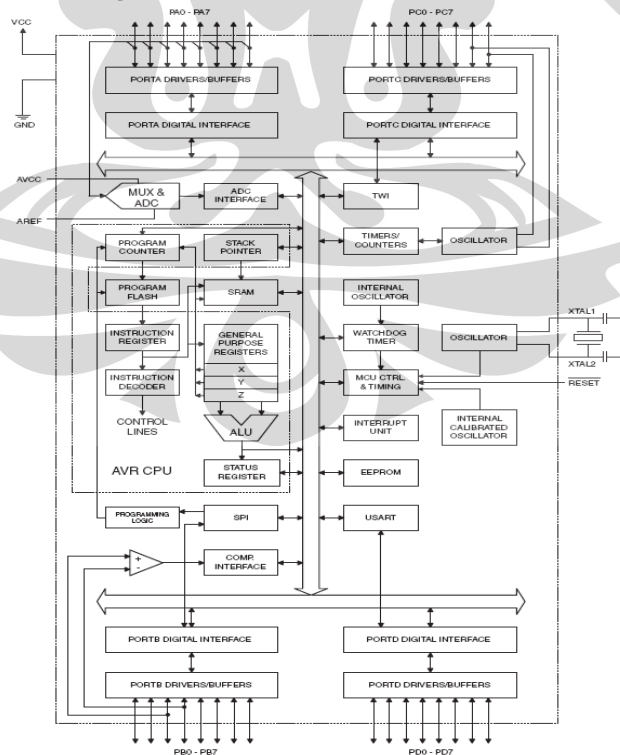 PA0 - PA7
PC0 - PC7
VCC
GND
PORTA DRIVERS/BUFFERS
PORTC DRIVERS/BUFFERS
PORTA DIGITAL INTERFACE
PORTC DIGITAL INTERFACE
AVCC
AREF
MUX &
ADC
ADC
INTERFACE
TWI
PROGRAM
COUNTER
STACK
POINTER
TIMERS/
COUNTERS
OSCILLATOR
PROGRAM
FLASH
SRAM
INTERNAL
OSCILLATOR
INSTRUCTION
REGISTER
GENERAL
PURPOSE
REGISTERS
X
Y
Z
WATCHDOG
TIMER
OSCILLATOR
XTAL1
XTAL2
RESET
INSTRUCTION
DECODER
MCU CTRL.
& TIMING
CONTROL
LINES
ALU
INTERRUPT
UNIT
INTERNAL
CALIBRATED
OSCILLATOR
AVR CPU
STATUS
REGISTER
EEPROM
PROGRAMMING
LOGIC
SPI
USART
+
-
COMP.
INTERFACE
PORTB DIGITAL INTERFACE
PORTD DIGITAL INTERFACE
PORTB DRIVERS/BUFFERS
PORTD DRIVERS/BUFFERS
PB0 - PB7
PD0 - PD7